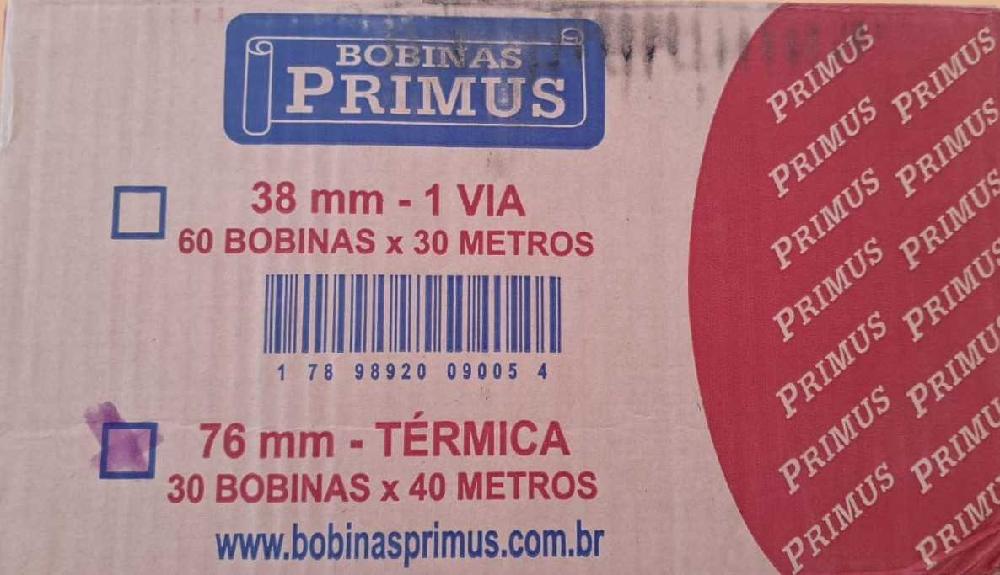 BOBINAS
PRIMUS
38 mm - 1 VIA
60 BOBINAS x 30 METROS
1 78 98920 09005 4
76 mm - TÉRMICA
30 BOBINAS x 40 METROS
www.bobinasprimus.com.br
PRIMUS PRIMUS
PRIMUS PRIMUS
PRIMUS PRIMUS
PRIMUS PRIMUS
PRIMUS PRIMUS
PRIMUS PRIMUS
PRIMUS PRIMUS